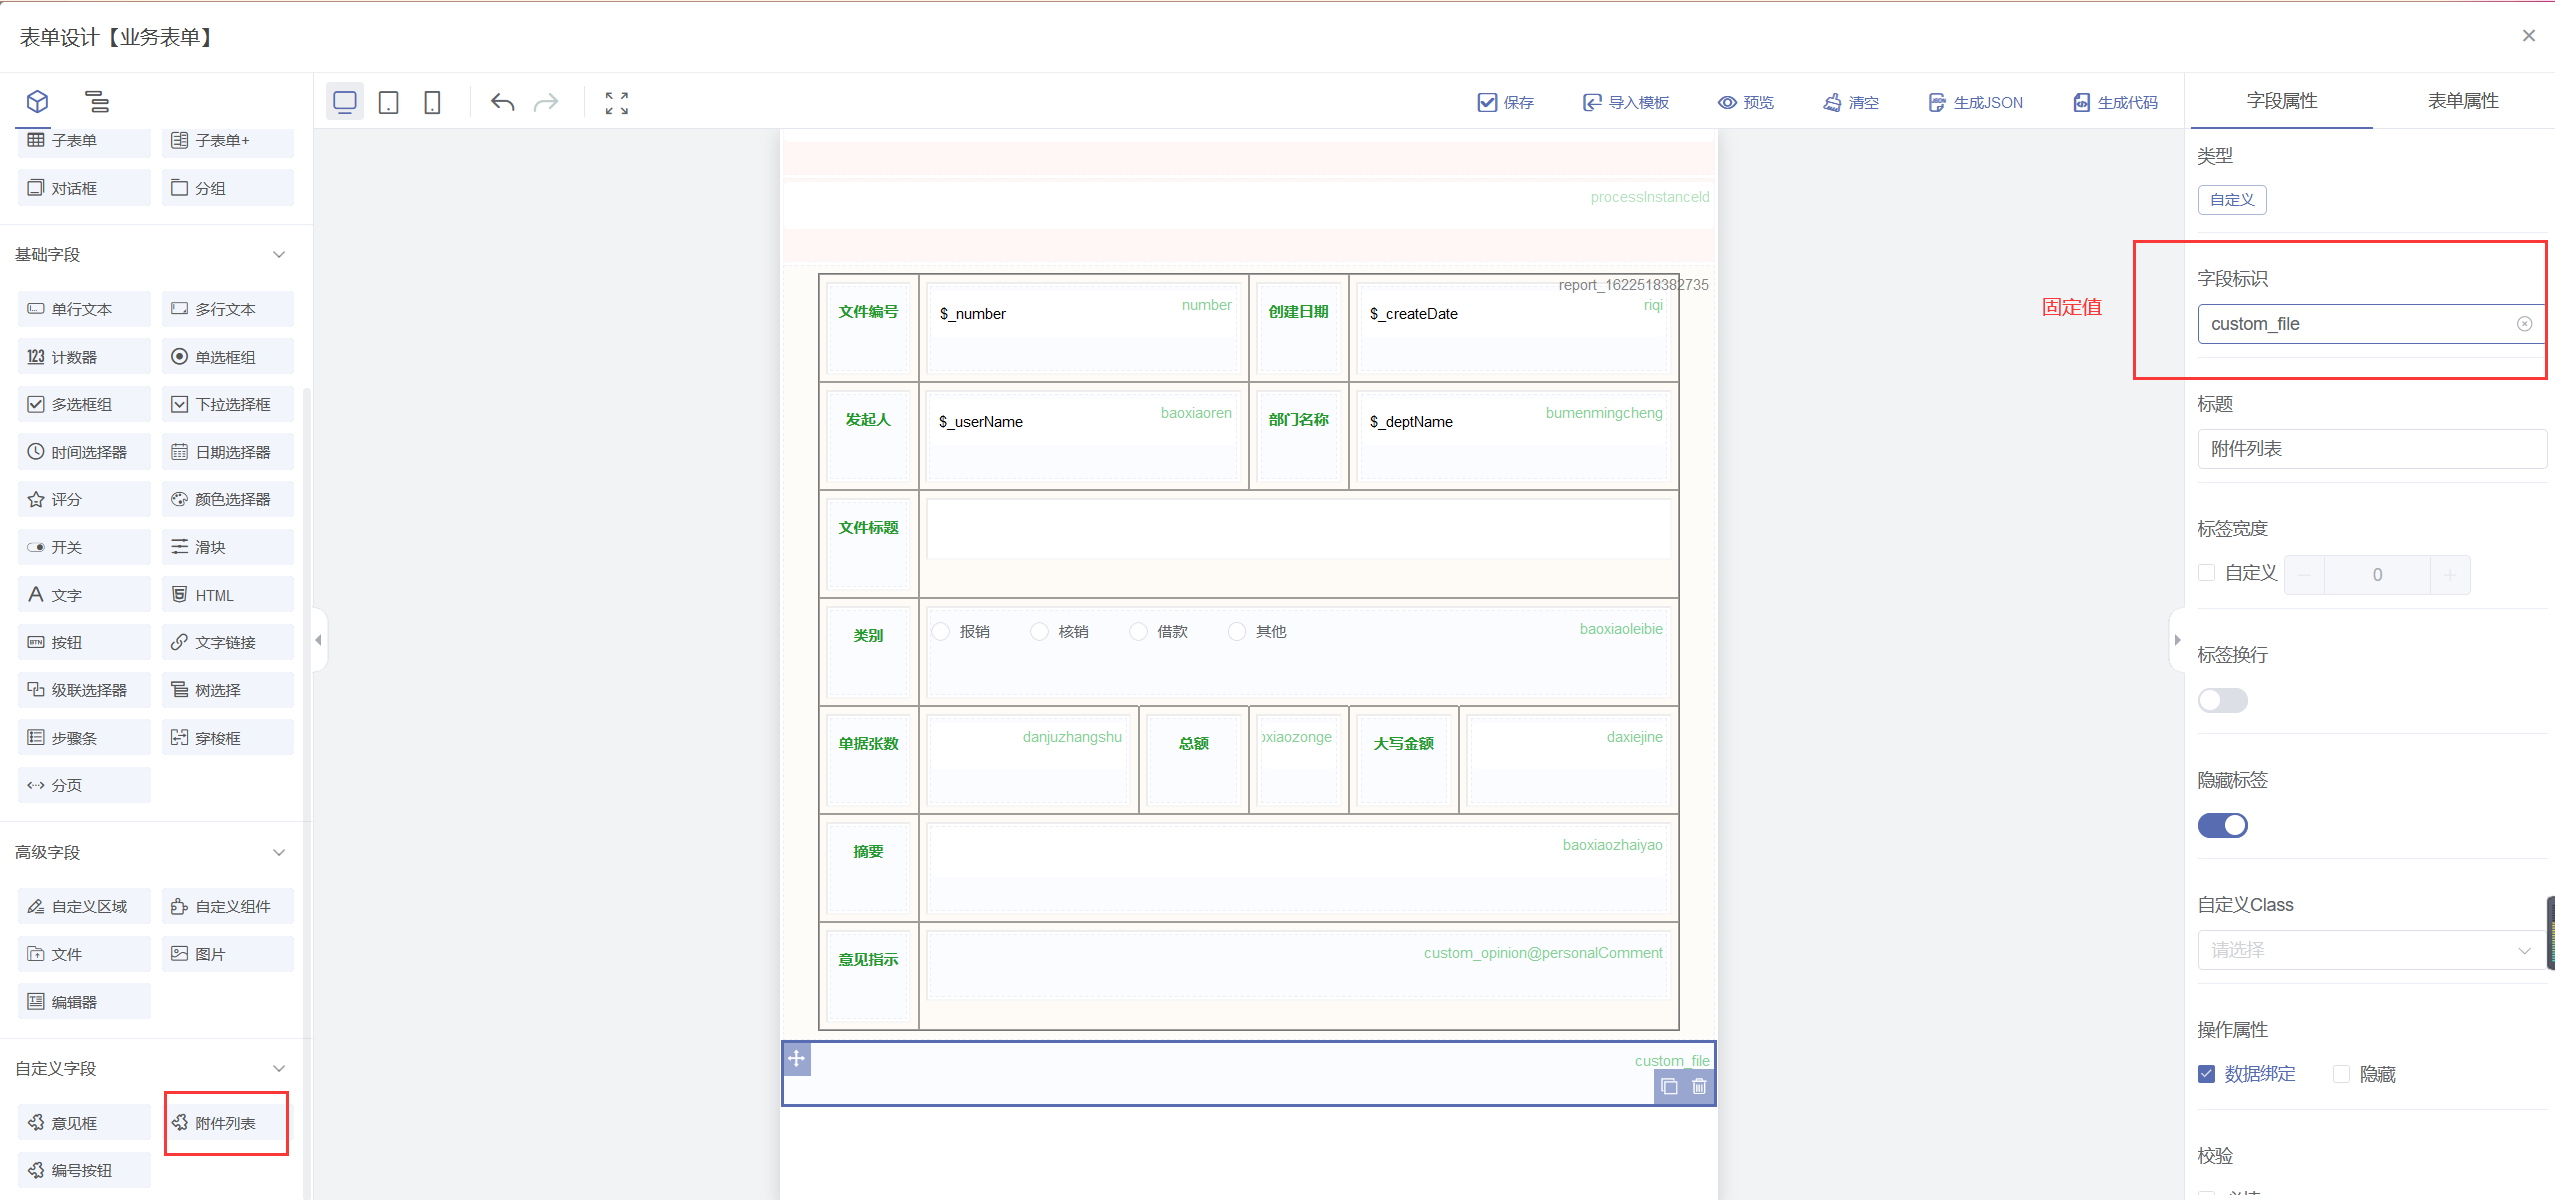 表单设计【业务表单】
保存
导入模板
预览
清空
生成JSON
生成代码
字段属性
表单属性
子表单
子表单+
对话框
分组
基础字段
单行文本
多行文本
计数器
单选框组
多选框组
下拉选择框
时间选择器
日期选择器
评分
颜色选择器
开关
滑块
文字
HTML
按钮
文字链接
级联选择器
树选择
步骤条
穿梭框
分页
高级字段
自定义区域
自定义组件
文件
图片
编辑器
自定义字段
意见框
附件列表
编号按钮
processInstanceId
report_1622518382735
文件编号
$_number
number
创建日期
$_createDate
riqi
发起人
$_userName
baoxiaoren
部门名称
$_deptName
bumenmingcheng
文件标题
类别
报销
核销
借款
其他
baoxiaoleibie
单据张数
danjuzhangshu
总额
oxiaozonge
大写金额
daxiejine
摘要
baoxiaozhaiyao
意见指示
custom_opinion@personalComment
custom_file
固定值
类型
自定义
字段标识
custom_file
标题
附件列表
标签宽度
自定义
0
标签换行
隐藏标签
自定义Class
请选择
操作属性
数据绑定
隐藏
校验